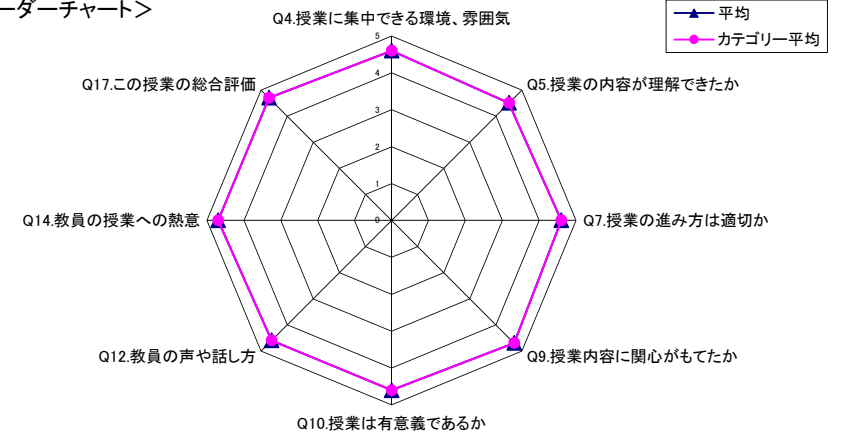 ーダーチャート＞
平均
カテゴリー平均
Q4.授業に集中できる環境、雰囲気
Q5.授業の内容が理解できたか
Q7.授業の進み方は適切か
Q9.授業内容に関心がもてたか
Q10.授業は有意義であるか
Q12.教員の声や話し方
Q14.教員の授業への熱意
Q17.この授業の総合評価
5
4
3
2
1
0